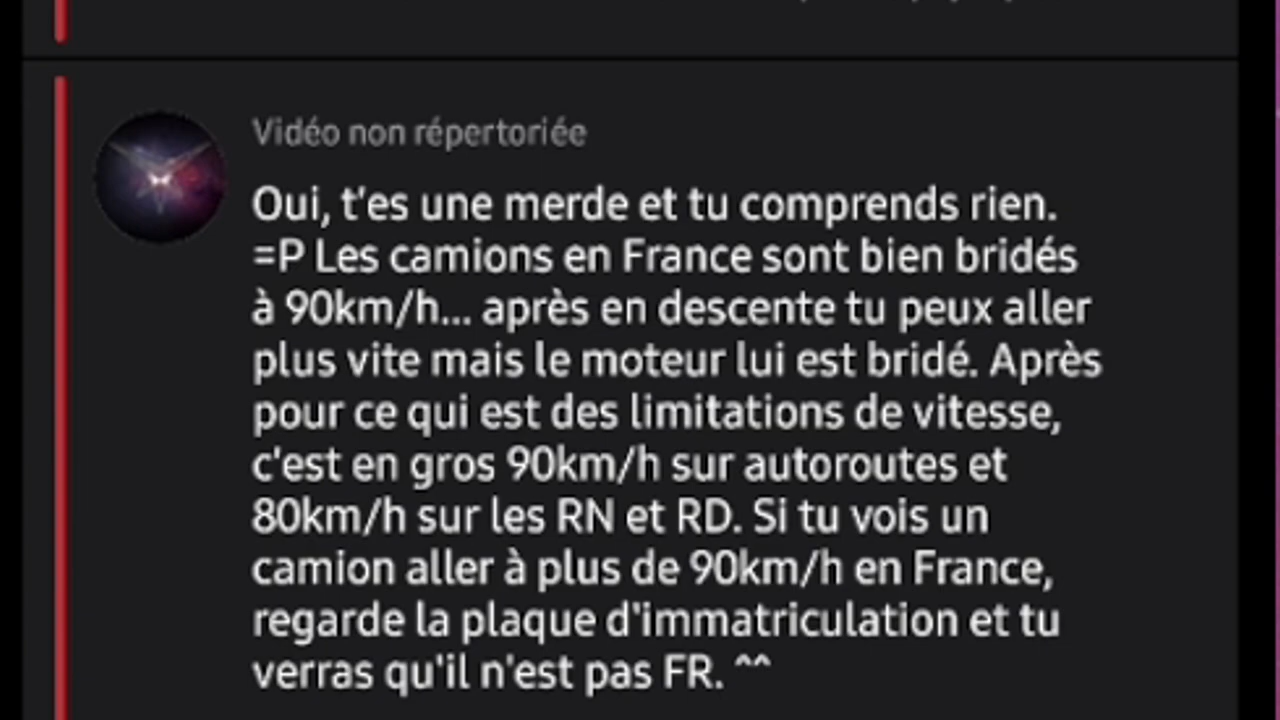 Vidéo non répertoriée
Oui, t'es une merde et tu comprends rien.
=P Les camions en France sont bien bridés
à 90km/h... après en descente tu peux aller
plus vite mais le moteur lui est bridé. Après
pour ce qui est des limitations de vitesse,
c'est en gros 90km/h sur autoroutes et
80km/h sur les RN et RD. Si tu vois un
camion aller à plus de 90km/h en France,
regarde la plaque d'immatriculation et tu
verras qu'il n'est pas FR. ^^